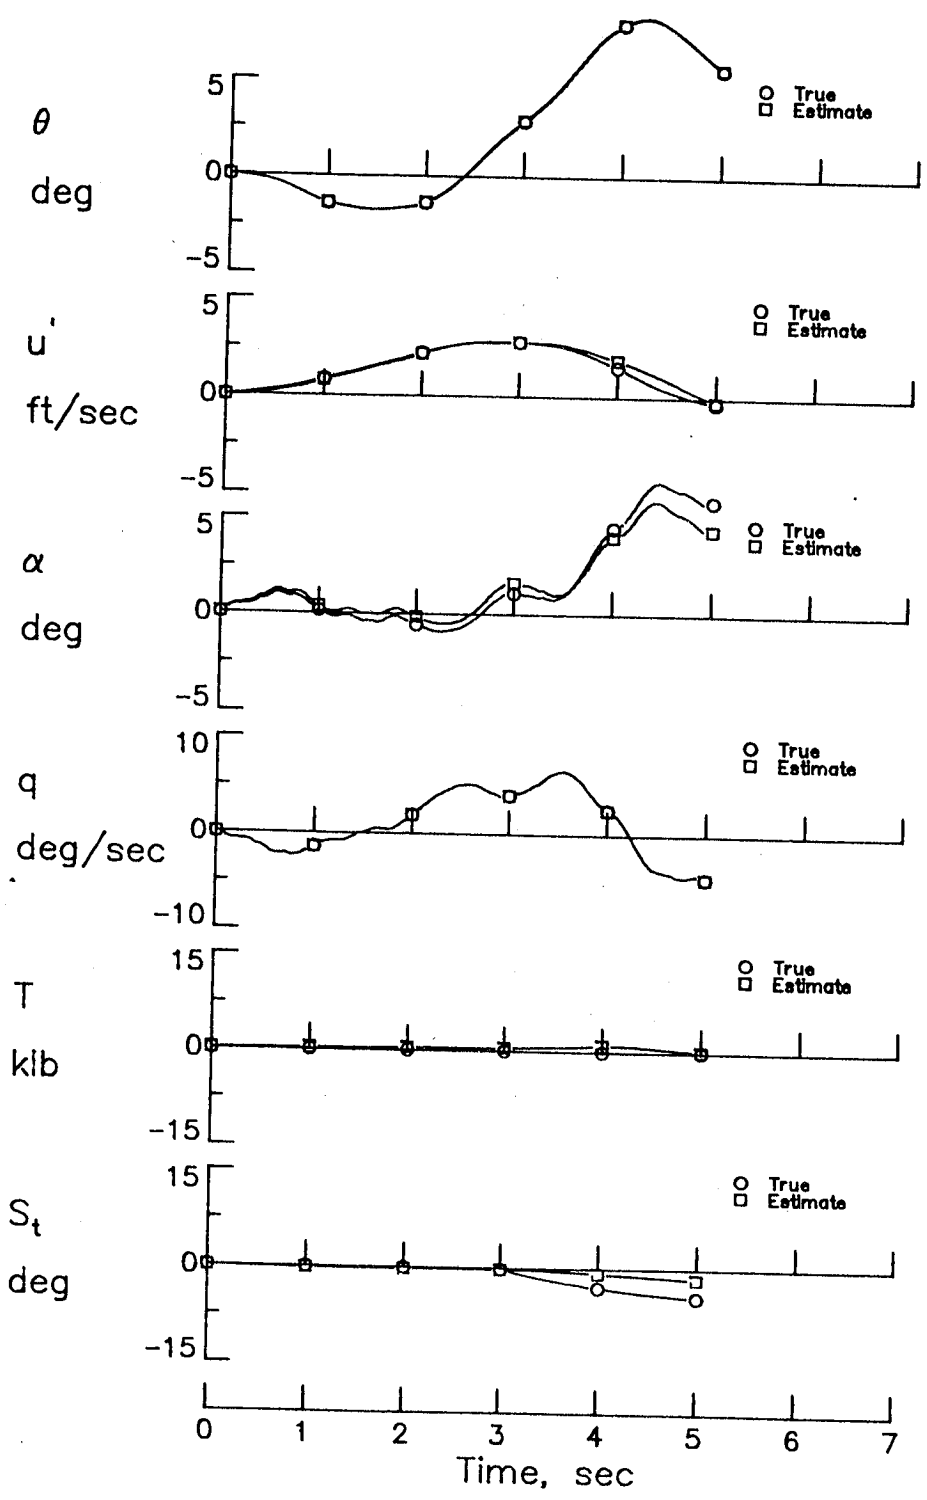 5
θ
deg
0
-5
True
Estimate
5
u'
ft/sec
0
-5
True
Estimate
5
α
deg
0
-5
True
Estimate
10
q
deg/sec
0
-10
True
Estimate
15
T
klb
0
-15
True
Estimate
15
St
deg
0
-15
True
Estimate
0 1 2 3 4 5 6 7
Time, sec